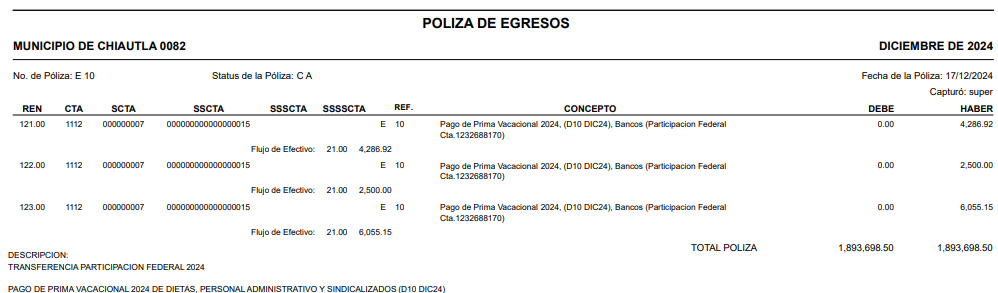 POLIZA DE EGRESOS
MUNICIPIO DE CHIAUTLA 0082 DICIEMBRE DE 2024
No. de Póliza: E 10 Status de la Póliza: C A Fecha de la Póliza: 17/12/2024
Capturó: super
REN CTA SCTA SSCTA SSSCTA SSSSCTA REF. CONCEPTO DEBE HABER
121.00 1112 000000007 000000000000000015 E 10 Pago de Prima Vacacional 2024, (D10 DIC24), Bancos (Participacion Federal 0.00 4,286.92
Cta.1232688170)
Flujo de Efectivo: 21.00 4,286.92
122.00 1112 000000007 000000000000000015 E 10 Pago de Prima Vacacional 2024, (D10 DIC24), Bancos (Participacion Federal 0.00 2,500.00
Cta.1232688170)
Flujo de Efectivo: 21.00 2,500.00
123.00 1112 000000007 000000000000000015 E 10 Pago de Prima Vacacional 2024, (D10 DIC24), Bancos (Participacion Federal 0.00 6,055.15
Cta.1232688170)
Flujo de Efectivo: 21.00 6,055.15
TOTAL POLIZA 1,893,698.50 1,893,698.50
DESCRIPCION:
TRANSFERENCIA PARTICIPACION FEDERAL 2024
PAGO DE PRIMA VACACIONAL 2024 DE DIETAS, PERSONAL ADMINISTRATIVO Y SINDICALIZADOS (D10 DIC24)